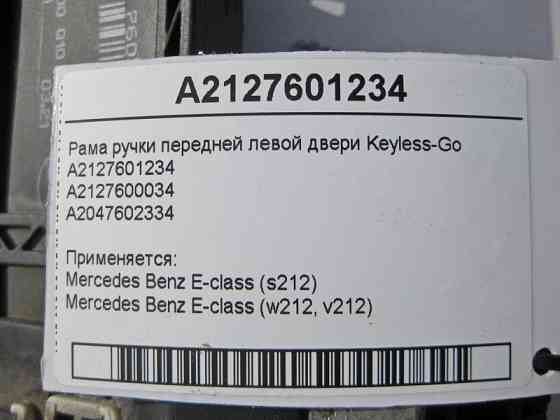 A2127601234
Рама ручки передней левой двери Keyless-Go
A2127601234
A2127600034
A2047602334
Применяется:
Mercedes Benz E-class (s212)
Mercedes Benz E-class (w212, v212)